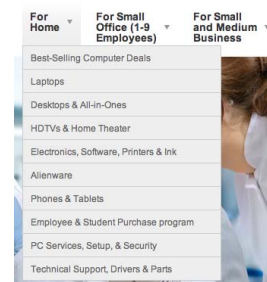 For Home
For Small Office (1-9 Employees)
For Small and Medium Business
Best-Selling Computer Deals
Laptops
Desktops & All-in-Ones
HDTVs & Home Theater
Electronics, Software, Printers & Ink
Alienware
Phones & Tablets
Employee & Student Purchase program
PC Services, Setup, & Security
Technical Support, Drivers & Parts